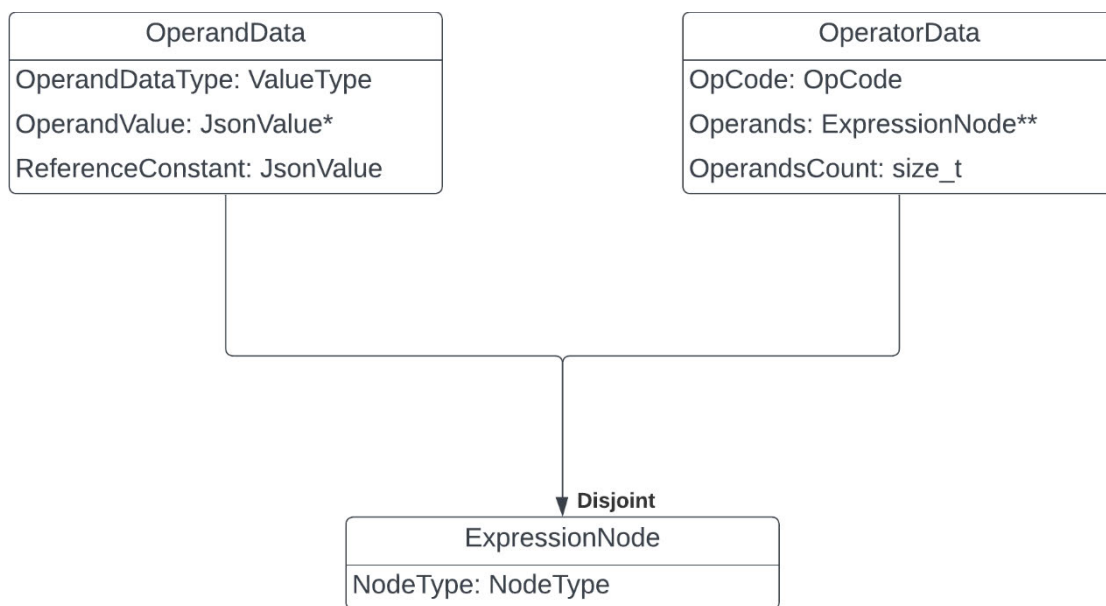 OperandData
OperandDataType: ValueType
OperandValue: JsonValue*
ReferenceConstant: JsonValue
OperatorData
OpCode: OpCode
Operands: ExpressionNode**
OperandsCount: size_t
Disjoint
ExpressionNode
NodeType: NodeType